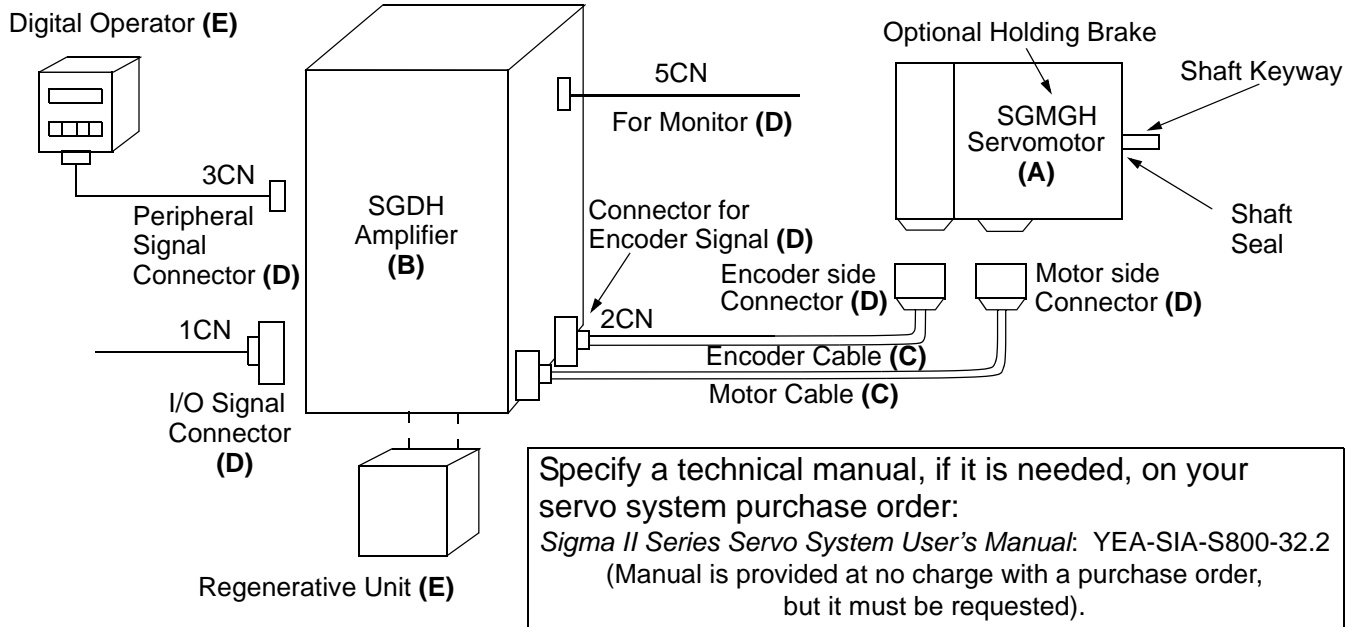 Digital Operator (E)
3CN
Peripheral
Signal
Connector (D)
1CN
I/O Signal
Connector
(D)
SGDH
Amplifier
(B)
Regenerative Unit (E)
5CN
For Monitor (D)
Connector for
Encoder Signal (D)
2CN
Encoder Cable (C)
Motor Cable (C)
Encoder side
Connector (D)
Motor side
Connector (D)
Optional Holding Brake
SGMGH
Servomotor
(A)
Shaft Keyway
Shaft
Seal
Specify a technical manual, if it is needed, on your
servo system purchase order:
Sigma II Series Servo System User's Manual: YEA-SIA-S800-32.2
(Manual is provided at no charge with a purchase order,
but it must be requested).